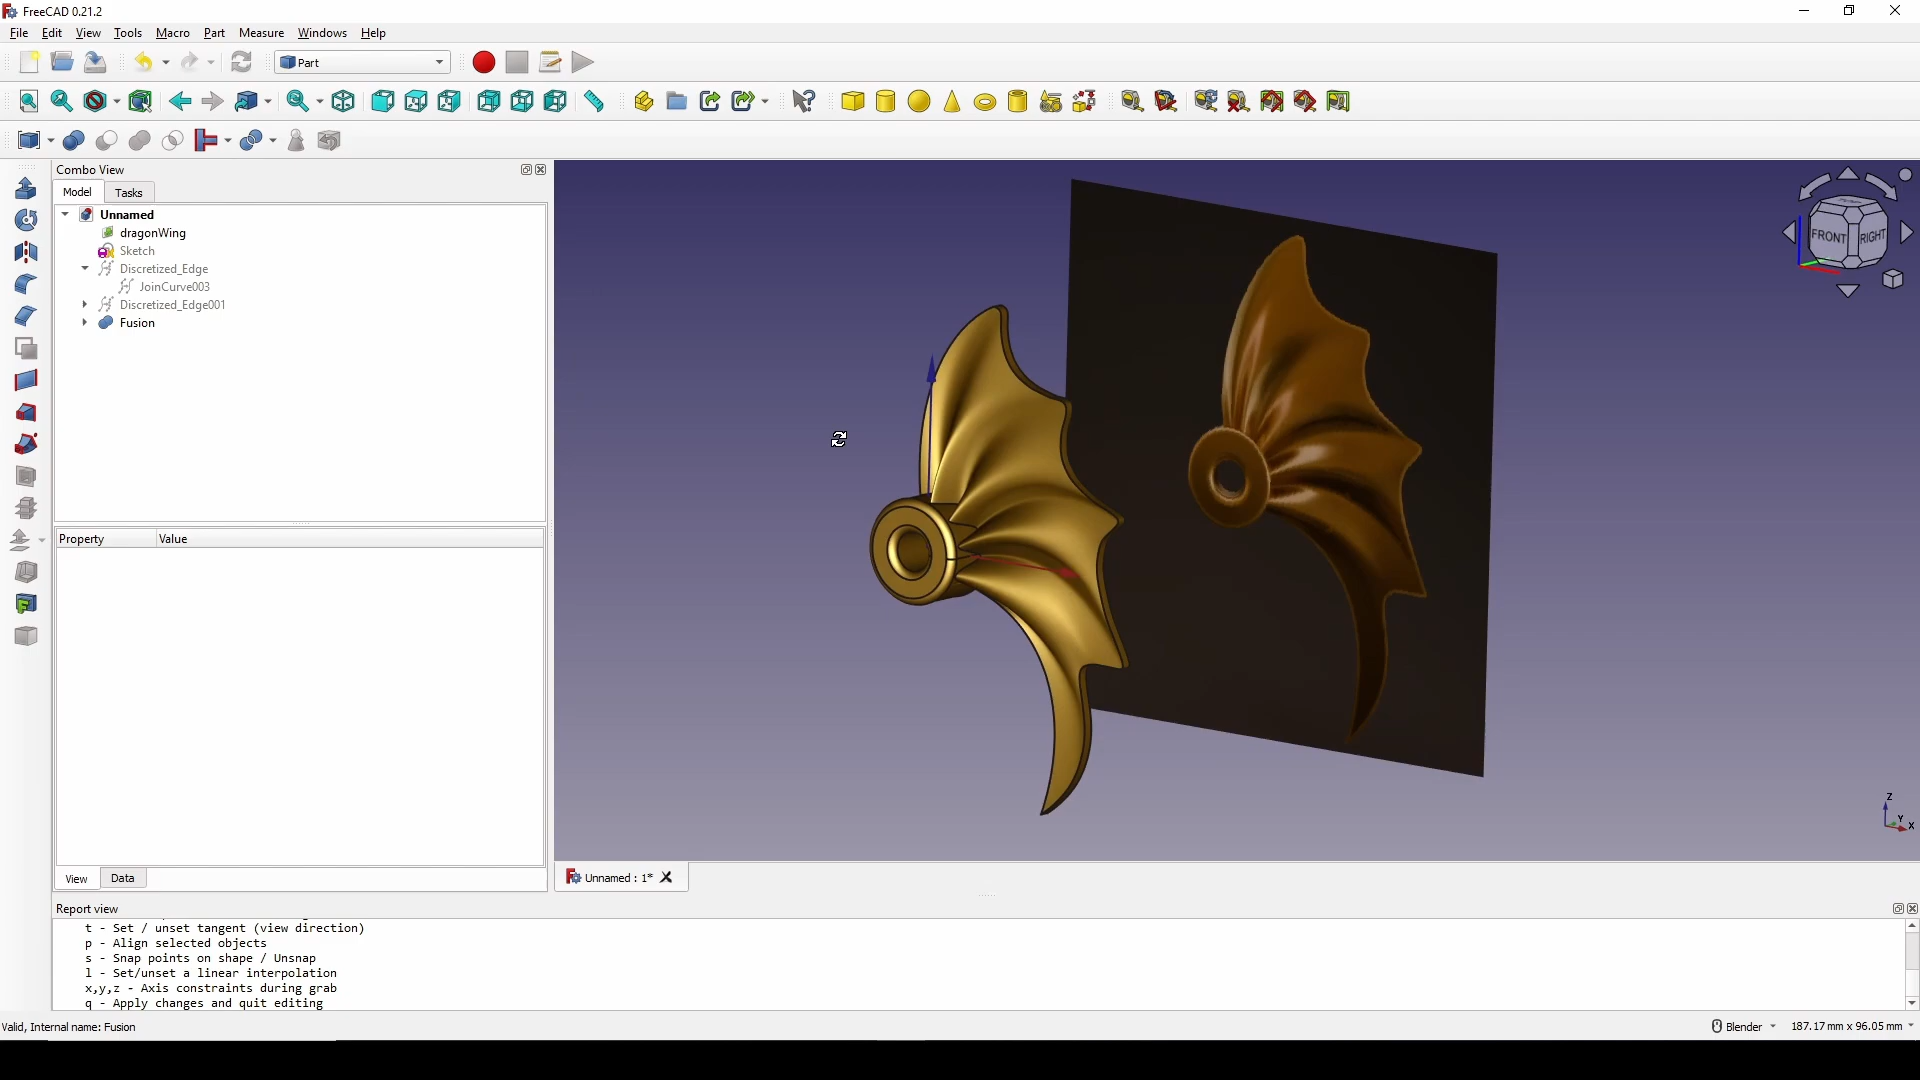 FreeCAD 0.21.2
File Edit View Tools Macro Part Measure Windows Help
Part
Combo View
Model Tasks
Unnamed
dragonWing
Sketch
Discretized_Edge
JoinCurve003
Discretized_Edge001
Fusion
Property Value
View Data
FRONT RIGHT
Z
Y
X
Unnamed : 1*
Report view
t - Set / unset tangent (view direction)
p - Align selected objects
s - Snap points on shape / Unsnap
l - Set/unset a linear interpolation
x,y,z - Axis constraints during grab
q - Apply changes and quit editing
Valid, Internal name: Fusion
Blender 187.17 mm x 96.05 mm